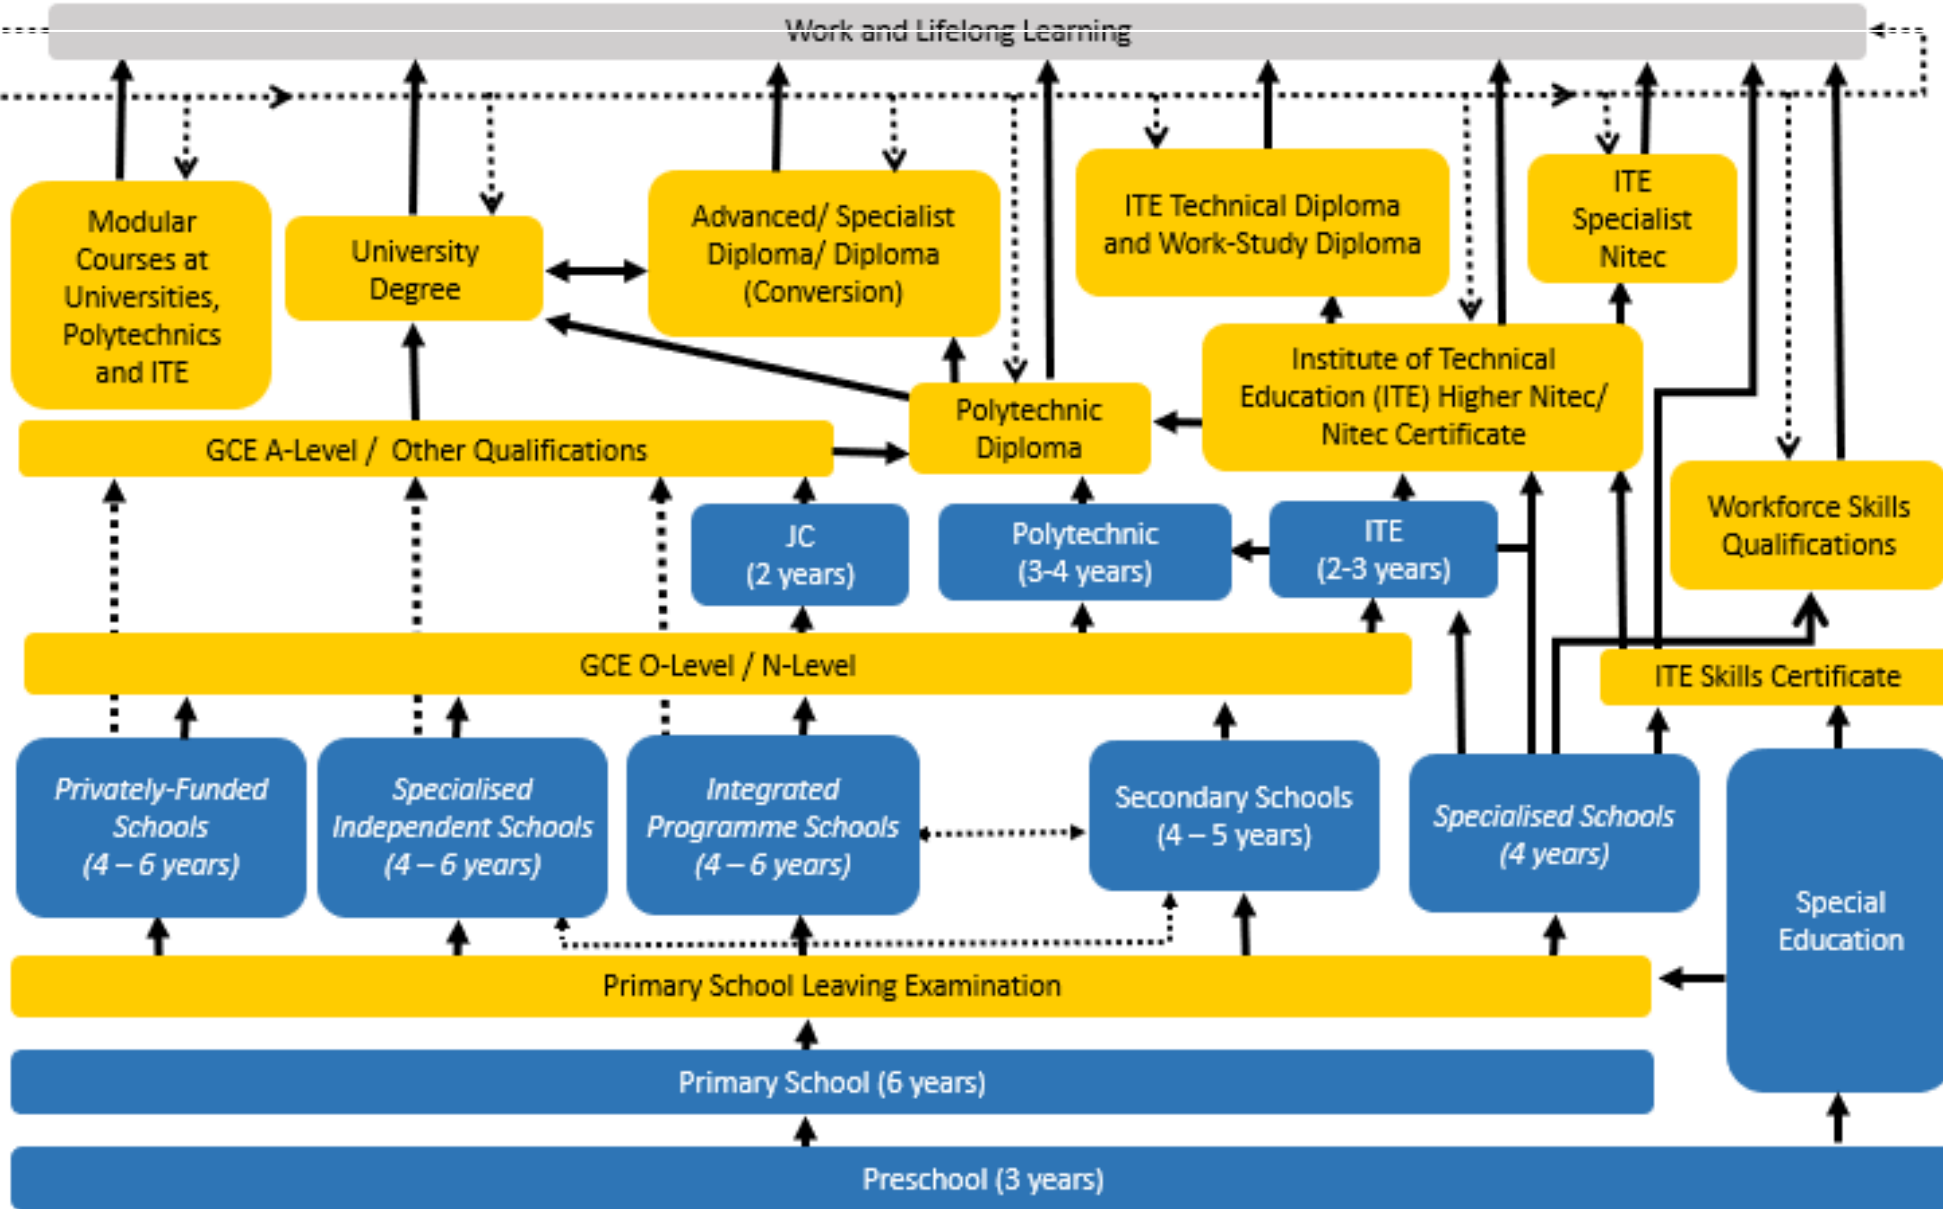 Work and Lifelong Learning
Modular
Courses at
Universities,
Polytechnics
and ITE
University
Degree
Advanced/ Specialist
Diploma/ Diploma
(Conversion)
ITE Technical Diploma
and Work-Study Diploma
ITE
Specialist
Nitec
Institute of Technical
Education (ITE) Higher Nitec/
Nitec Certificate
Polytechnic
Diploma
GCE A-Level / Other Qualifications
Workforce Skills
Qualifications
JC
(2 years)
Polytechnic
(3-4 years)
ITE
(2-3 years)
GCE O-Level / N-Level
ITE Skills Certificate
Privately-Funded
Schools
(4 – 6 years)
Specialised
Independent Schools
(4 – 6 years)
Integrated
Programme Schools
(4 – 6 years)
Secondary Schools
(4 – 5 years)
Specialised Schools
(4 years)
Special
Education
Primary School Leaving Examination
Primary School (6 years)
Preschool (3 years)